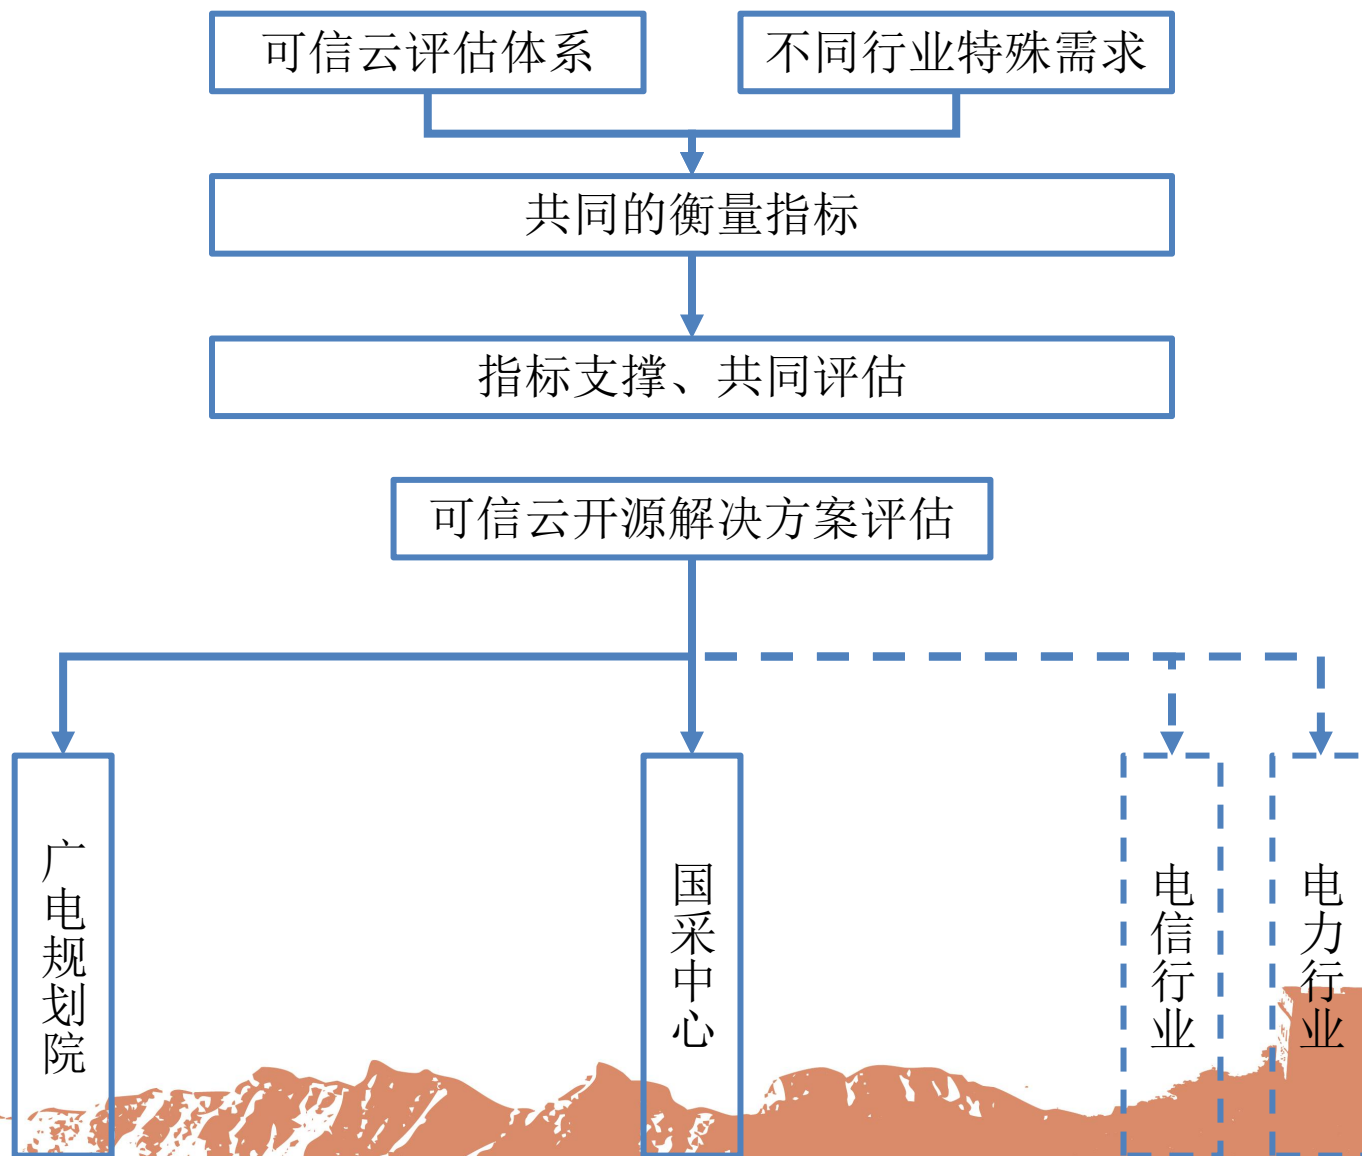 可信云评估体系
不同行业特殊需求
共同的衡量指标
指标支撑、共同评估
可信云开源解决方案评估
广电规划院
国采中心
电信行业
电力行业